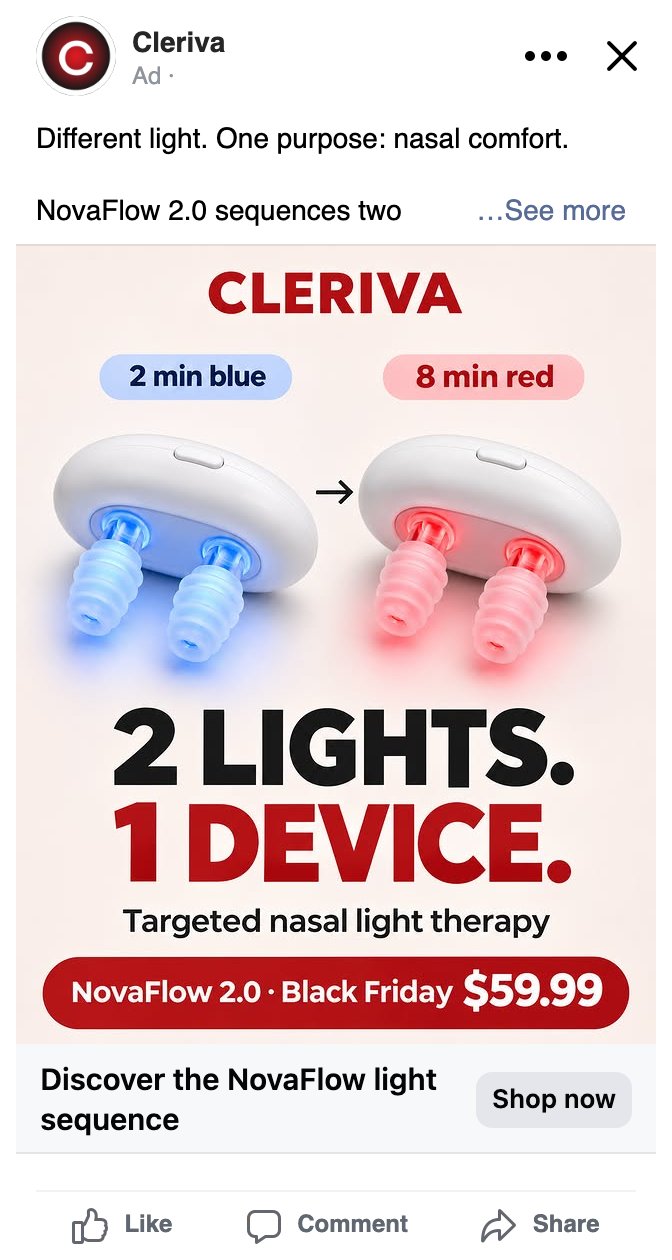 C
Cleriva
Ad ·
Different light. One purpose: nasal comfort.
NovaFlow 2.0 sequences two ...See more
CLERIVA
2 min blue
8 min red
2 LIGHTS.
1 DEVICE.
Targeted nasal light therapy
NovaFlow 2.0 · Black Friday $59.99
Discover the NovaFlow light
sequence
Shop now
Like
Comment
Share